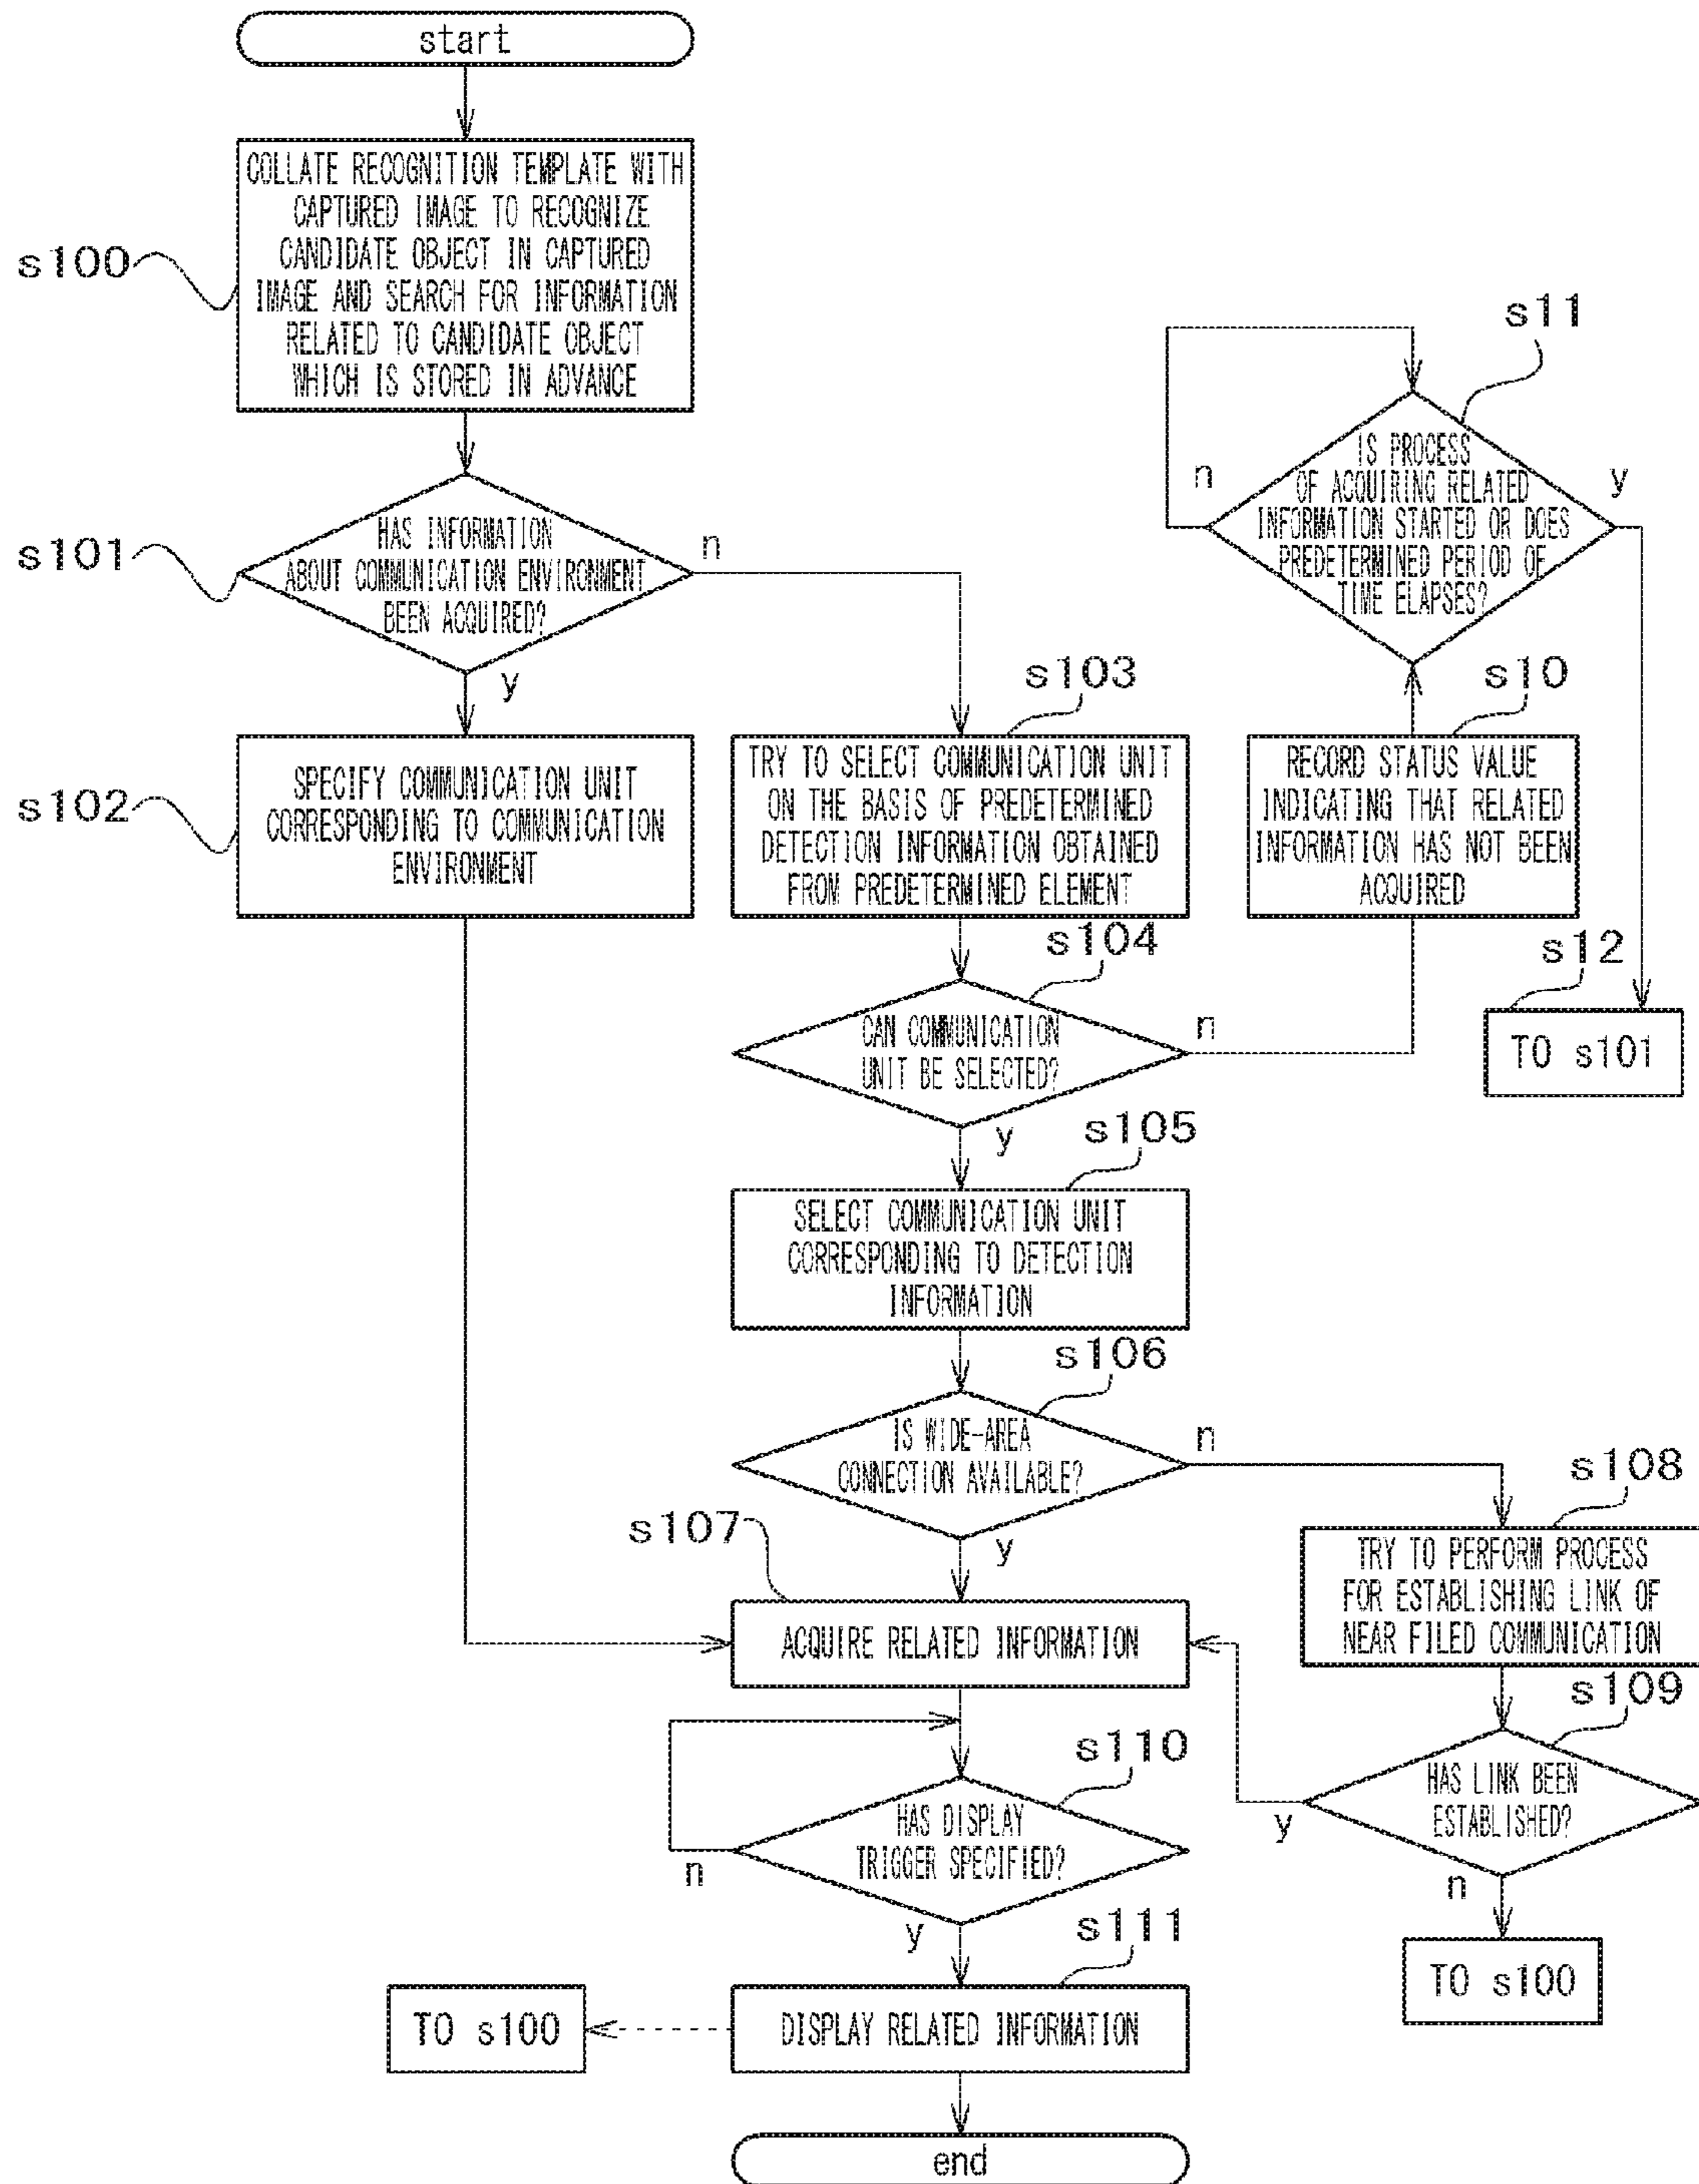 start
s100
COLLATE RECOGNITION TEMPLATE WITH
CAPTURED IMAGE TO RECOGNIZE
CANDIDATE OBJECT IN CAPTURED
IMAGE AND SEARCH FOR INFORMATION
RELATED TO CANDIDATE OBJECT
WHICH IS STORED IN ADVANCE
s101
HAS INFORMATION
ABOUT COMMUNICATION ENVIRONMENT
BEEN ACQUIRED?
n
y
s102
SPECIFY COMMUNICATION UNIT
CORRESPONDING TO COMMUNICATION
ENVIRONMENT
s103
TRY TO SELECT COMMUNICATION UNIT
ON THE BASIS OF PREDETERMINED
DETECTION INFORMATION OBTAINED
FROM PREDETERMINED ELEMENT
s104
CAN COMMUNICATION
UNIT BE SELECTED?
n
y
s10
RECORD STATUS VALUE
INDICATING THAT RELATED
INFORMATION HAS NOT BEEN
ACQUIRED
s11
IS PROCESS
OF ACQUIRING RELATED
INFORMATION STARTED OR DOES
PREDETERMINED PERIOD OF
TIME ELAPSES?
n
y
s12
TO s101
s105
SELECT COMMUNICATION UNIT
CORRESPONDING TO DETECTION
INFORMATION
s106
IS WIDE-AREA
CONNECTION AVAILABLE?
n
y
s107
ACQUIRE RELATED INFORMATION
s108
TRY TO PERFORM PROCESS
FOR ESTABLISHING LINK OF
NEAR FILED COMMUNICATION
s109
HAS LINK BEEN
ESTABLISHED?
y
n
TO s100
s110
HAS DISPLAY
TRIGGER SPECIFIED?
n
y
s111
DISPLAY RELATED INFORMATION
TO s100
end